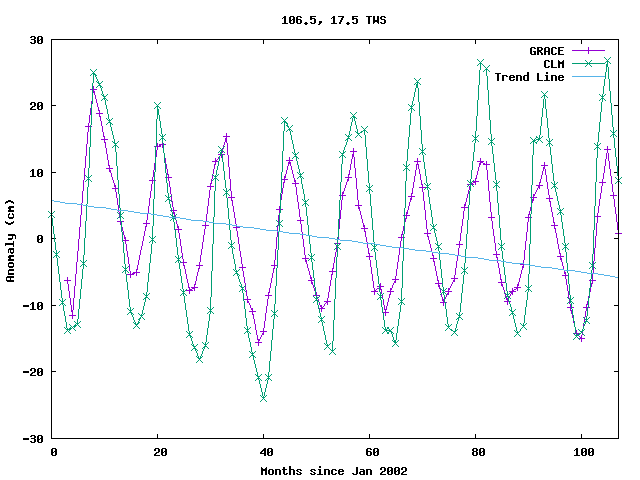 106.5, 17.5 TWS
GRACE
CLM
Trend Line
30
20
10
0
-10
-20
-30
Anomaly (cm)
0 20 40 60 80 100
Months since Jan 2002